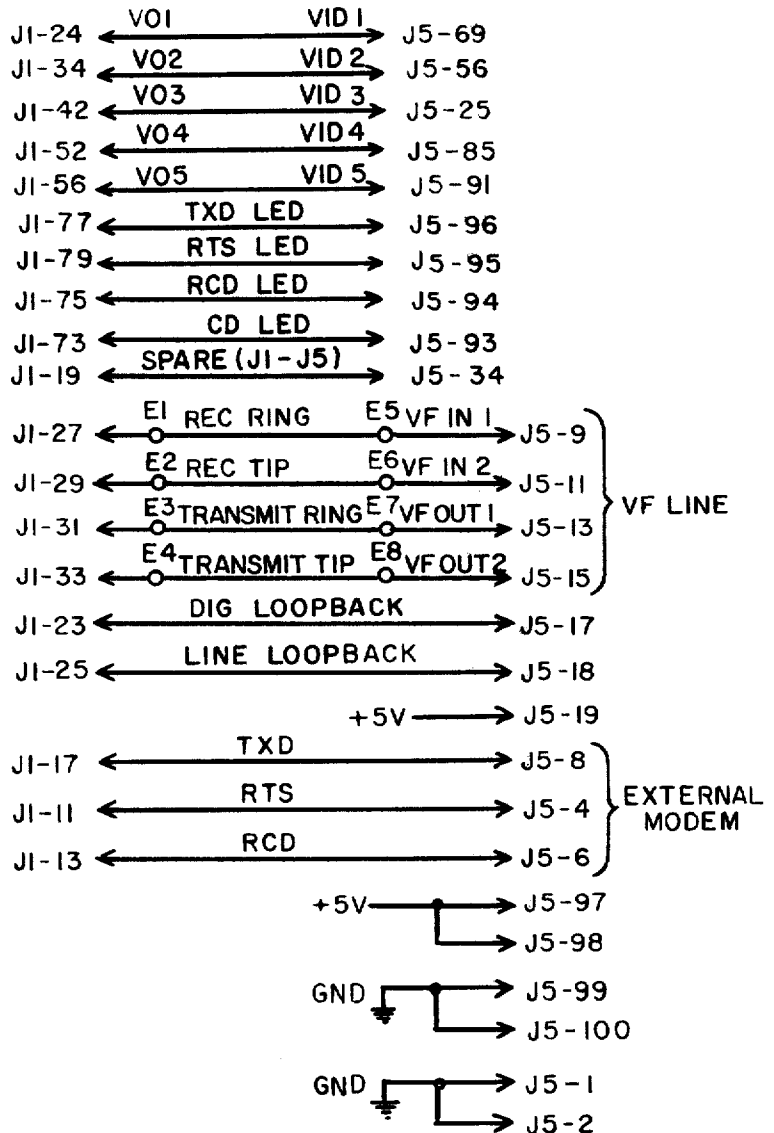 J1-24 VO1 VID 1 J5-69
J1-34 VO2 VID 2 J5-56
J1-42 VO3 VID 3 J5-25
J1-52 VO4 VID 4 J5-85
J1-56 VO5 VID 5 J5-91
J1-77 TXD LED J5-96
J1-79 RTS LED J5-95
J1-75 RCD LED J5-94
J1-73 CD LED J5-93
J1-19 SPARE (J1-J5) J5-34
J1-27 E1 REC RING E5 VF IN 1 J5-9
J1-29 E2 REC TIP E6 VF IN 2 J5-11
VF LINE
J1-31 E3 TRANSMIT RING E7 VF OUT 1 J5-13
J1-33 E4 TRANSMIT TIP E8 VF OUT 2 J5-15
J1-23 DIG LOOPBACK J5-17
J1-25 LINE LOOPBACK J5-18
+5V J5-19
J1-17 TXD J5-8
J1-11 RTS J5-4
EXTERNAL
MODEM
J1-13 RCD J5-6
+5V J5-97
J5-98
GND J5-99
J5-100
GND J5-1
J5-2